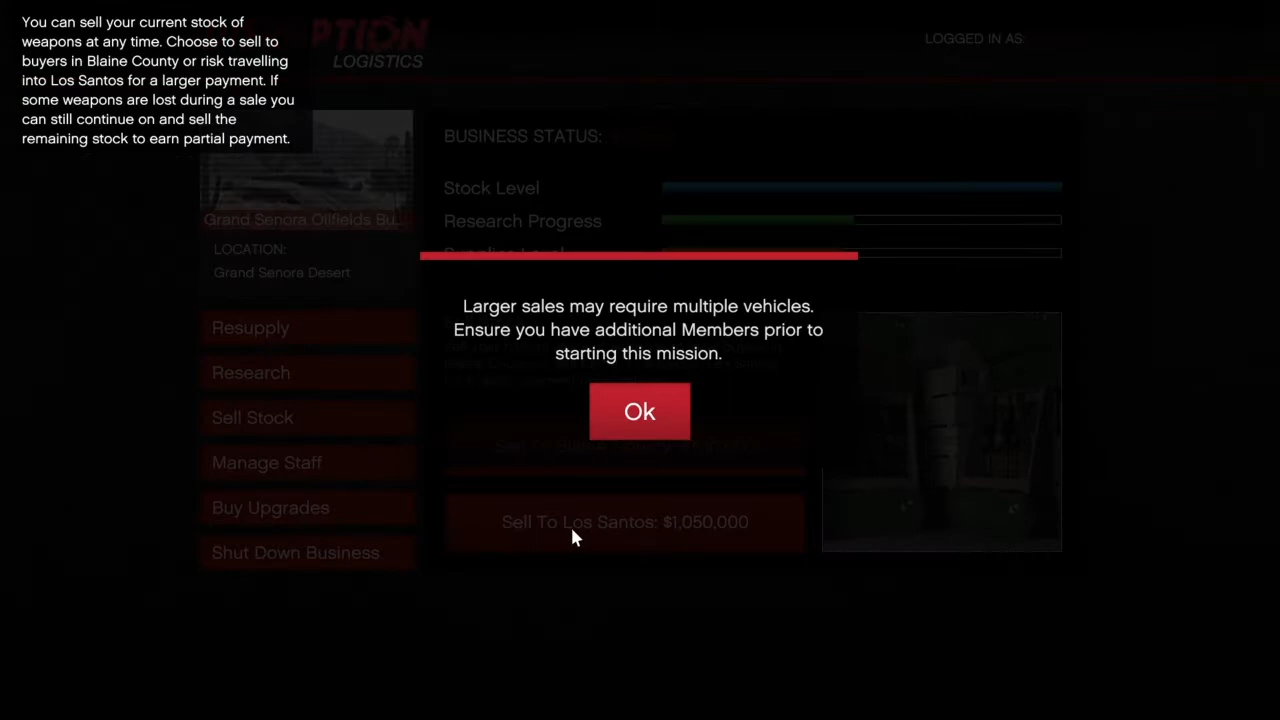 You can sell your current stock of
weapons at any time. Choose to sell to
buyers in Blaine County or risk travelling
into Los Santos for a larger payment. If
some weapons are lost during a sale you
can still continue on and sell the
remaining stock to earn partial payment.
LOGISTICS
LOGGED IN AS:
BUSINESS STATUS:
Stock Level
Research Progress
Grand Senora Oilfields Bu...
LOCATION:
Grand Senora Desert
Larger sales may require multiple vehicles.
Ensure you have additional Members prior to
starting this mission.
Ok
Resupply
Research
Sell Stock
Manage Staff
Buy Upgrades
Shut Down Business
Sell To Los Santos: $1,050,000